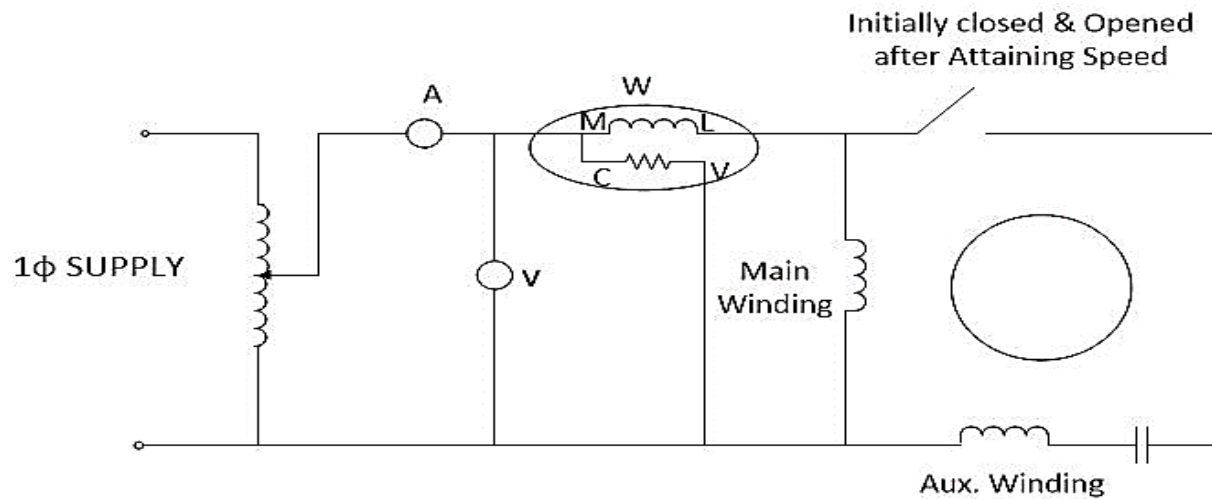 Initially closed & Opened
after Attaining Speed
A
W
M
L
C
V
1ϕ SUPPLY
V
Main
Winding
Aux. Winding